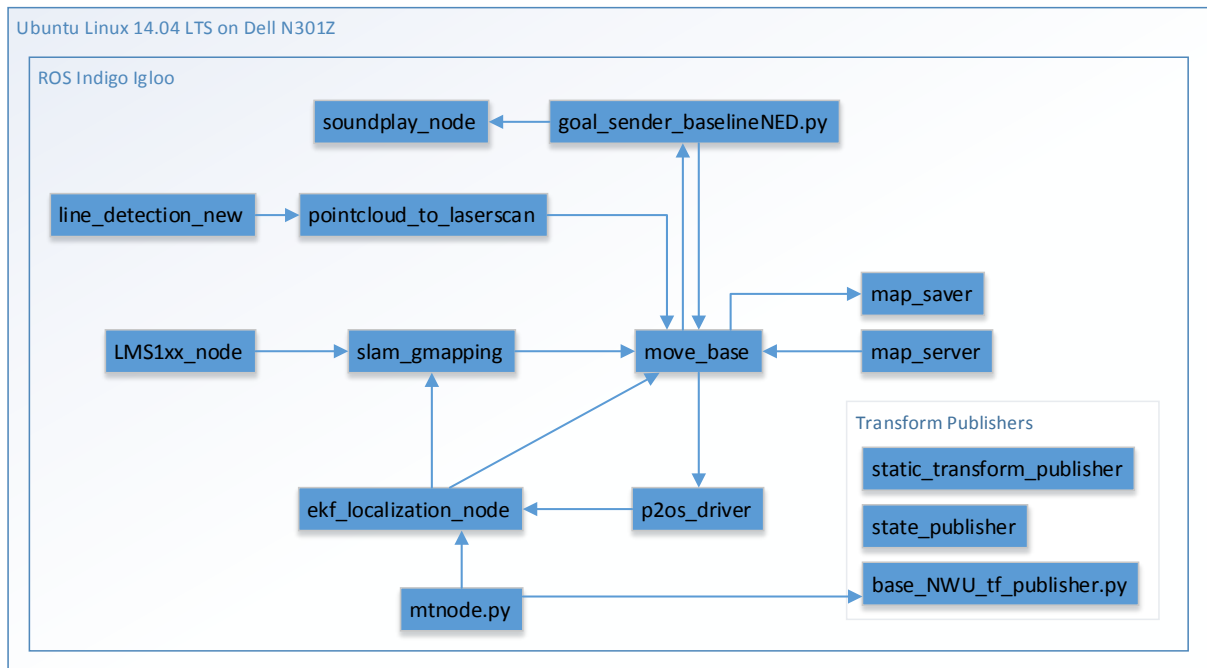 Ubuntu Linux 14.04 LTS on Dell N301Z
ROS Indigo Igloo
soundplay_node
goal_sender_baselineNED.py
line_detection_new
pointcloud_to_laserscan
map_saver
LMS1xx_node
slam_gmapping
move_base
map_server
Transform Publishers
static_transform_publisher
ekf_localization_node
p2os_driver
state_publisher
base_NWU_tf_publisher.py
mtnode.py